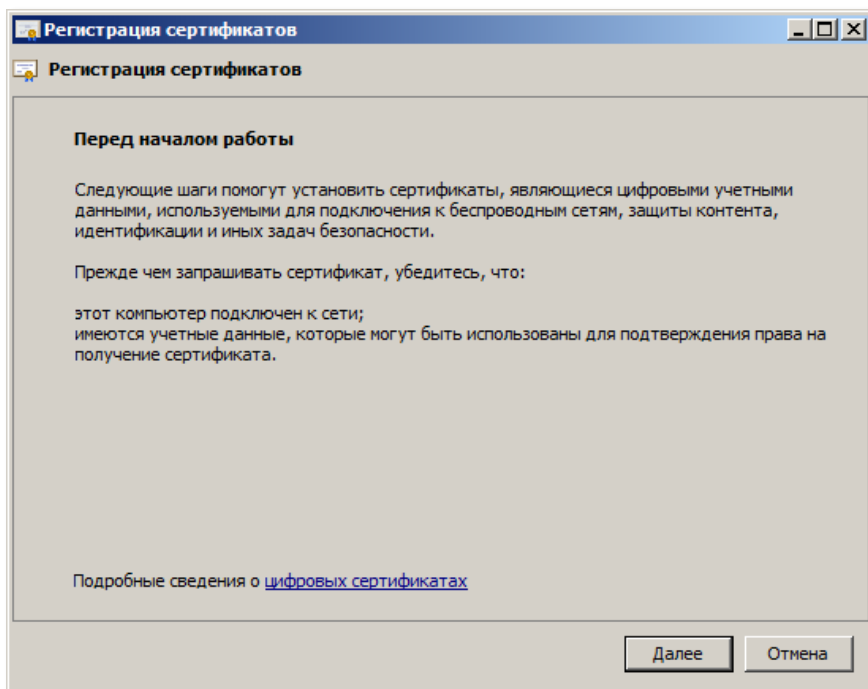 Регистрация сертификатов
Регистрация сертификатов
Перед началом работы
Следующие шаги помогут установить сертификаты, являющиеся цифровыми учетными
данными, используемыми для подключения к беспроводным сетям, защиты контента,
идентификации и иных задач безопасности.
Прежде чем запрашивать сертификат, убедитесь, что:
этот компьютер подключен к сети;
имеются учетные данные, которые могут быть использованы для подтверждения права на
получение сертификата.
Подробные сведения о цифровых сертификатах
Далее
Отмена